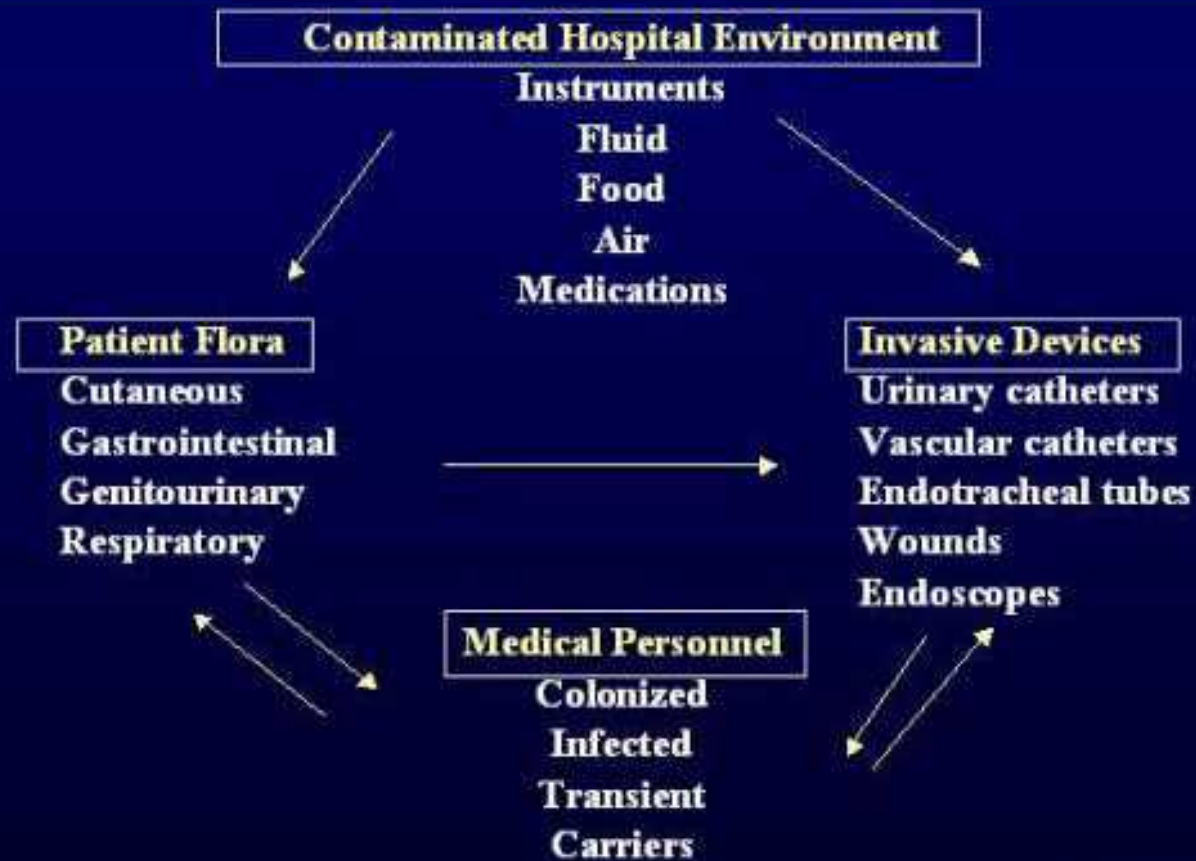 Contaminated Hospital Environment
Instruments
Fluid
Food
Air
Medications
Patient Flora
Cutaneous
Gastrointestinal
Genitourinary
Respiratory
Invasive Devices
Urinary catheters
Vascular catheters
Endotracheal tubes
Wounds
Endoscopes
Medical Personnel
Colonized
Infected
Transient
Carriers